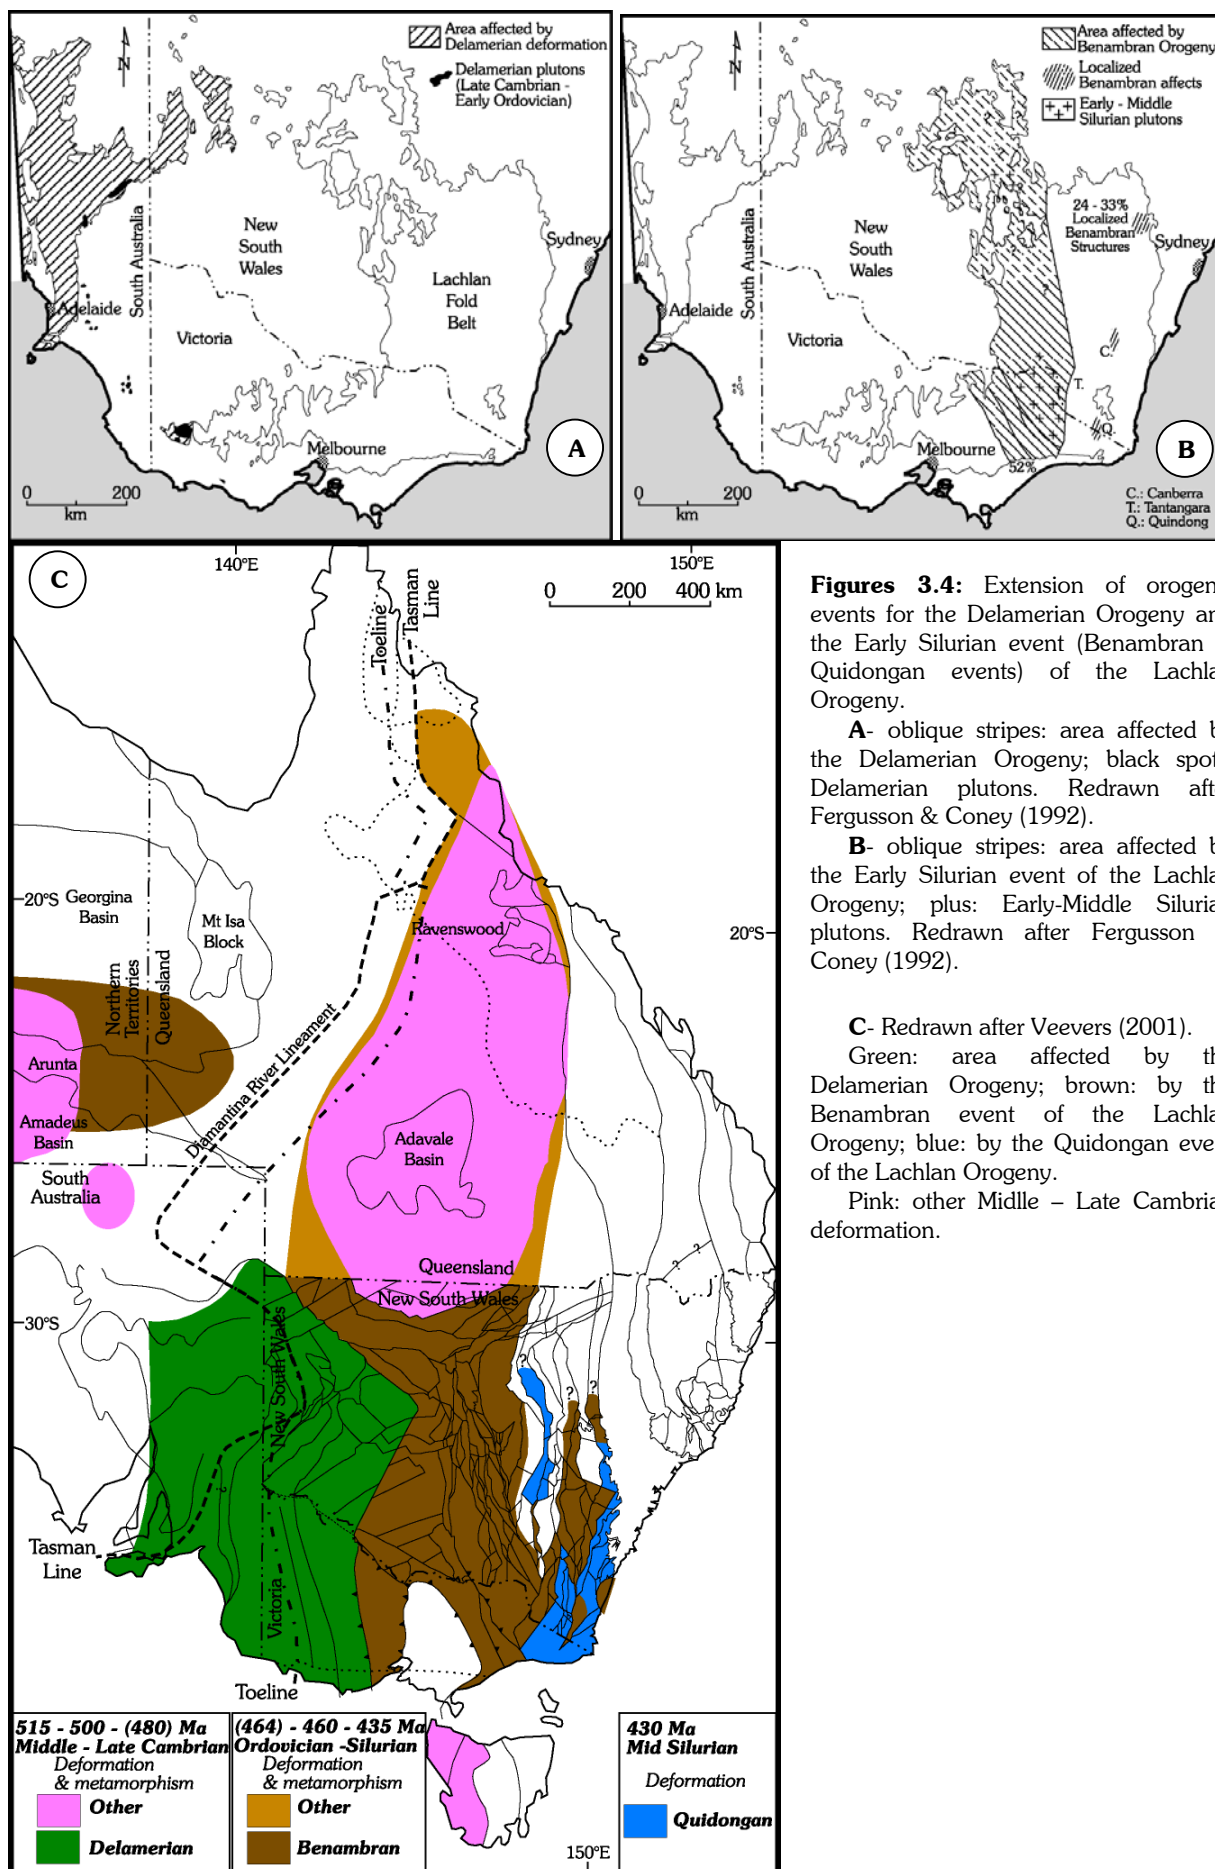 Area affected by
Delamerian deformation
Delamerian plutons
(Late Cambrian -
Early Ordovician)
N
South Australia
New
South
Wales
Sydney
Lachlan
Fold
Belt
Adelaide
Victoria
Melbourne
0 200
km
A
Area affected by
Benambran Orogeny
Localized
Benambran affects
Early - Middle
Silurian plutons
N
? ?
?
24 - 33%
Localized
Benambran
Structures
South Australia
New
South
Wales
Sydney
?
Adelaide
Victoria
C.
T.
Q.
Melbourne
52%
0 200
km
B
C.: Canberra
T.: Tantangara
Q.: Quindong
C
140°E
150°E
0 200 400 km
Toeline
Tasman
Line
20°S
Georgina
Basin
Mt Isa
Block
Ravenswood
20°S
Northern
Territories
Queensland
Diamantina River Lineament
Arunta
Amadeus
Basin
Adavale
Basin
South
Australia
Queensland
New South Wales
? ?
30°S
New South Wales
? ? ?
?
Tasman
Line
Victoria
Toeline
515 - 500 - (480) Ma
Middle - Late Cambrian
Deformation
& metamorphism
Other
Delamerian
(464) - 460 - 435 Ma
Ordovician -Silurian
Deformation
& metamorphism
Other
Benambran
430 Ma
Mid Silurian
Deformation
Quidongan
150°E
Figures 3.4: Extension of orogen
events for the Delamerian Orogeny an
the Early Silurian event (Benambran
Quidongan events) of the Lachla
Orogeny.
A- oblique stripes: area affected b
the Delamerian Orogeny; black spot
Delamerian plutons. Redrawn afte
Fergusson & Coney (1992).
B- oblique stripes: area affected b
the Early Silurian event of the Lachla
Orogeny; plus: Early-Middle Siluria
plutons. Redrawn after Fergusson
Coney (1992).
C- Redrawn after Veevers (2001).
Green: area affected by th
Delamerian Orogeny; brown: by th
Benambran event of the Lachla
Orogeny; blue: by the Quidongan even
of the Lachlan Orogeny.
Pink: other Midlle – Late Cambria
deformation.